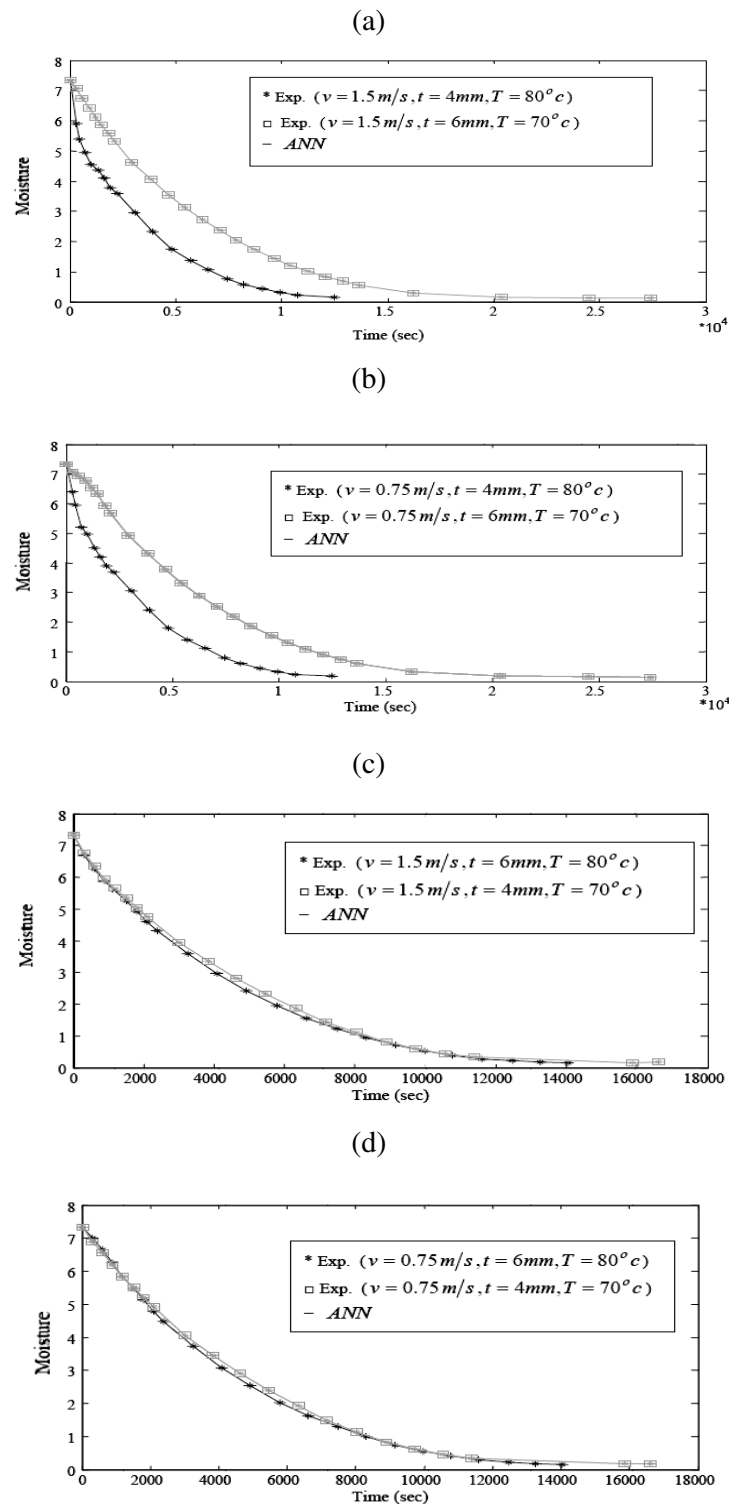 (a)
8
7
6
5
4
3
2
1
0
Moisture
* Exp. (v = 1.5 m/s, t = 4mm, T = 80°c)
□ Exp. (v = 1.5 m/s, t = 6mm, T = 70°c)
– ANN
0 0.5 1 1.5 2 2.5 3
*10⁴
Time (sec)
(b)
8
7
6
5
4
3
2
1
0
Moisture
* Exp. (v = 0.75 m/s, t = 4mm, T = 80°c)
□ Exp. (v = 0.75 m/s, t = 6mm, T = 70°c)
– ANN
0 0.5 1 1.5 2 2.5 3
*10⁴
Time (sec)
(c)
8
7
6
5
4
3
2
1
0
Moisture
* Exp. (v = 1.5 m/s, t = 6mm, T = 80°c)
□ Exp. (v = 1.5 m/s, t = 4mm, T = 70°c)
– ANN
0 2000 4000 6000 8000 10000 12000 14000 16000 18000
Time (sec)
(d)
8
7
6
5
4
3
2
1
0
Moisture
* Exp. (v = 0.75 m/s, t = 6mm, T = 80°c)
□ Exp. (v = 0.75 m/s, t = 4mm, T = 70°c)
– ANN
0 2000 4000 6000 8000 10000 12000 14000 16000 18000
Time (sec)